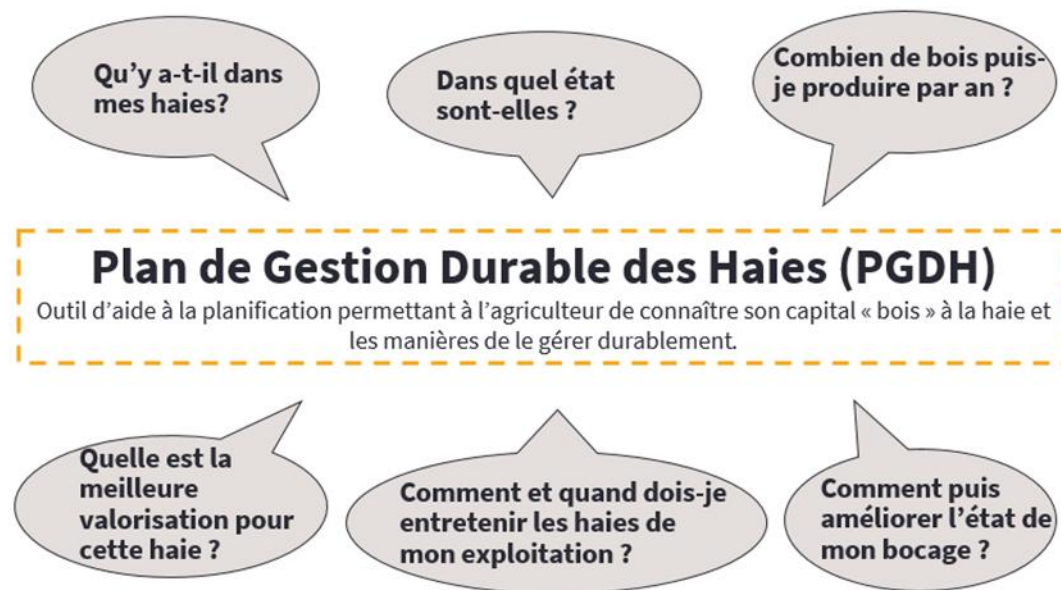 Qu’y a-t-il dans
mes haies?
Dans quel état
sont-elles ?
Combien de bois puis-
je produire par an ?
Plan de Gestion Durable des Haies (PGDH)
Outil d’aide à la planification permettant à l’agriculteur de connaître son capital « bois » à la haie et
les manières de le gérer durablement.
Quelle est la
meilleure
valorisation pour
cette haie ?
Comment et quand dois-je
entretenir les haies de
mon exploitation ?
Comment puis
améliorer l’état de
mon bocage ?